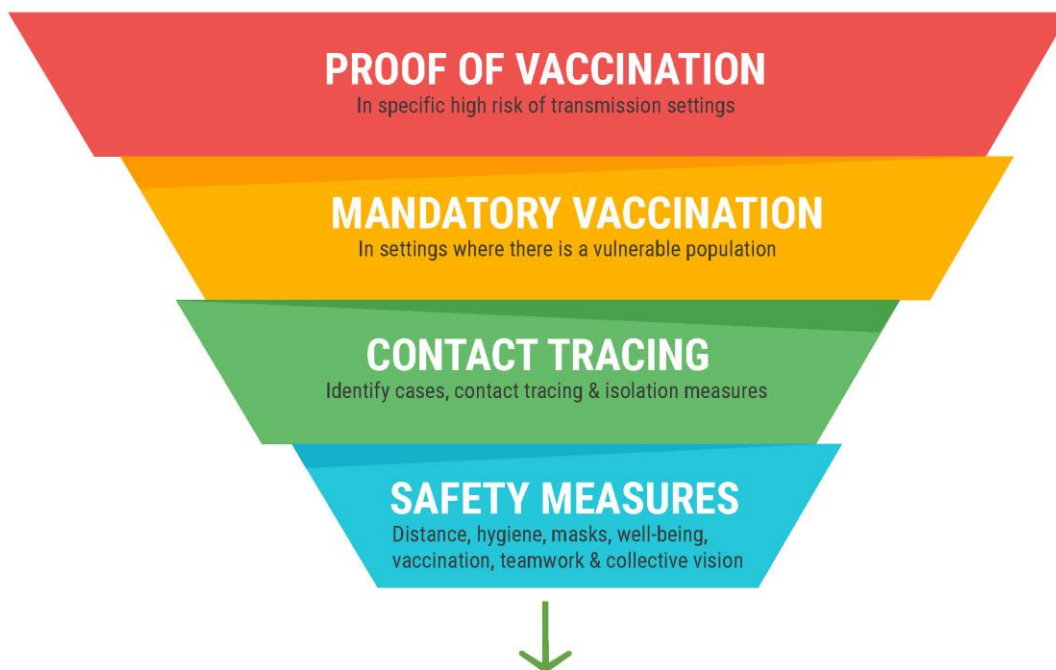 PROOF OF VACCINATION
In specific high risk of transmission settings
MANDATORY VACCINATION
In settings where there is a vulnerable population
CONTACT TRACING
Identify cases, contact tracing & isolation measures
SAFETY MEASURES
Distance, hygiene, masks, well-being,
vaccination, teamwork & collective vision